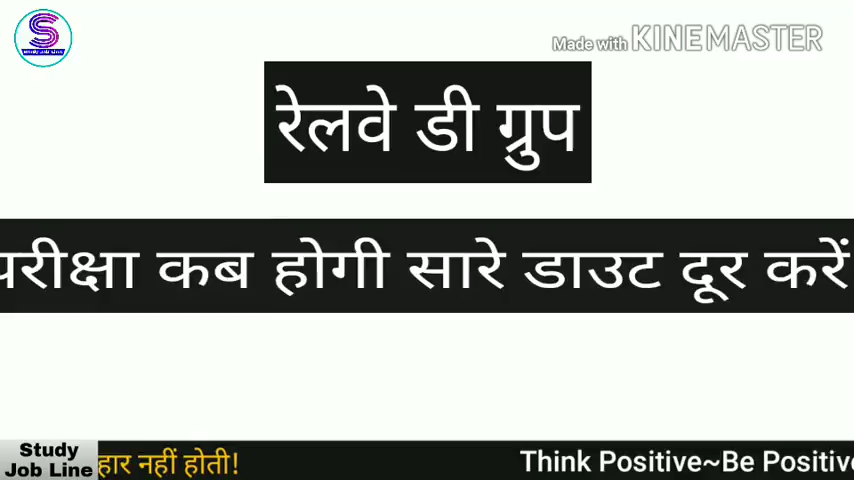 Made with KINEMASTER
रेलवे डी ग्रुप
परीक्षा कब होगी सारे डाउट दूर करें
Study
Job Line
हार नहीं होती! Think Positive~Be Positive